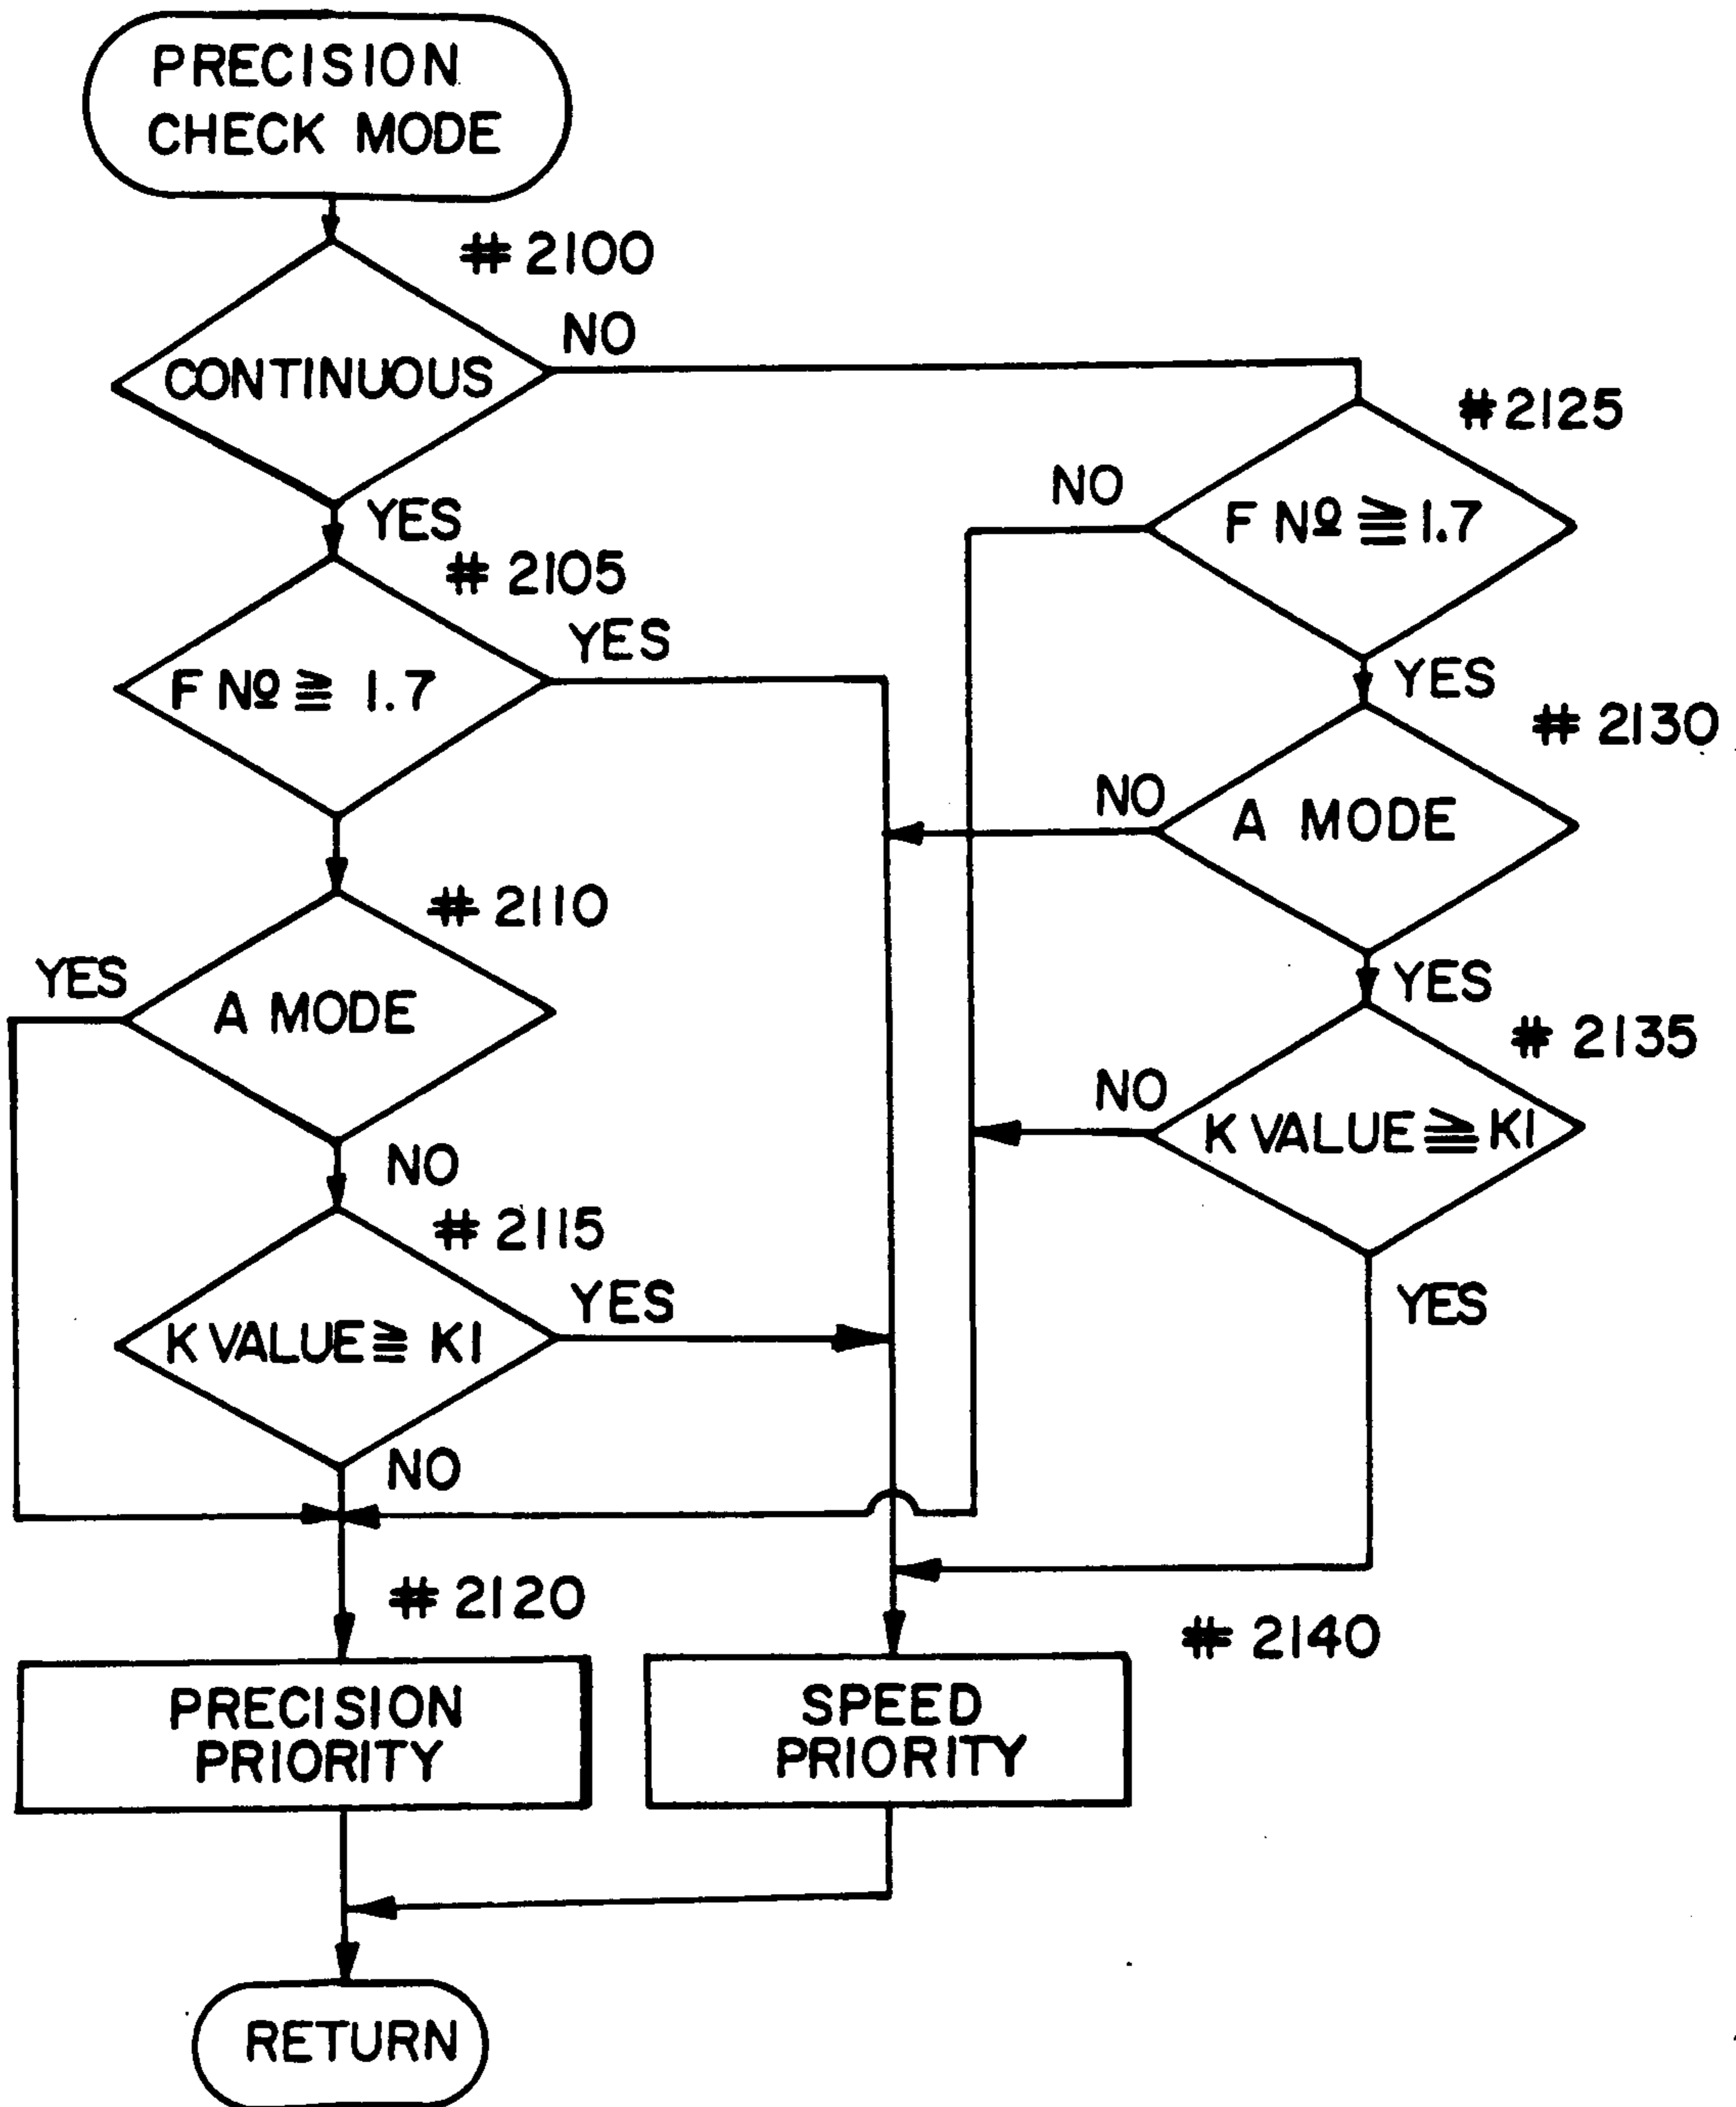 PRECISION
CHECK MODE
# 2100
CONTINUOUS
NO
YES
# 2105
F Nº ≧ 1.7
YES
# 2110
A MODE
YES
NO
# 2115
K VALUE ≧ K1
YES
NO
# 2120
PRECISION
PRIORITY
# 2125
F Nº ≧ 1.7
NO
YES
# 2130
A MODE
NO
YES
# 2135
K VALUE ≧ K1
NO
YES
# 2140
SPEED
PRIORITY
RETURN